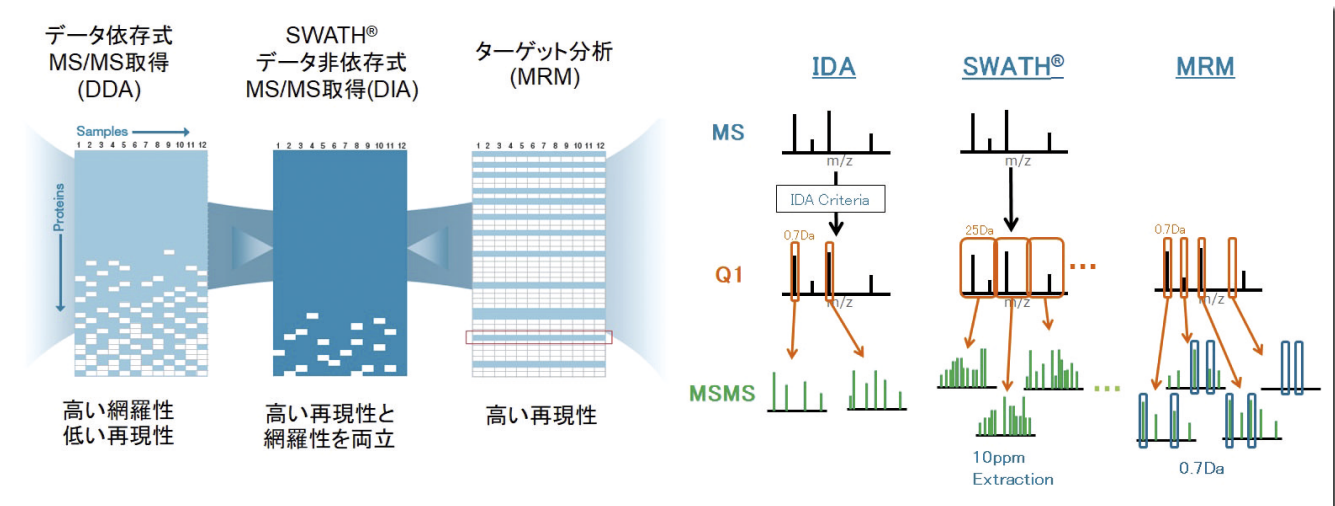 データ依存式
MS/MS取得
(DDA)
SWATH®
データ非依存式
MS/MS取得(DIA)
ターゲット分析
(MRM)
Samples
1 2 3 4 5 6 7 8 9 10 11 12
Proteins
1 2 3 4 5 6 7 8 9 10 11 12
1 2 3 4 5 6 7 8 9 10 11 12
高い網羅性
低い再現性
高い再現性と
網羅性を両立
高い再現性
IDA
SWATH®
MRM
MS
m/z
m/z
IDA Criteria
Q1
0.7Da
m/z
25Da
m/z
...
0.7Da
m/z
MSMS
...
10ppm
Extraction
0.7Da